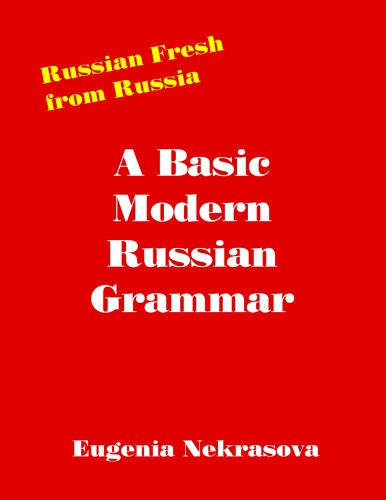 Russian Fresh
from Russia
A Basic
Modern
Russian
Grammar
Eugenia Nekrasova